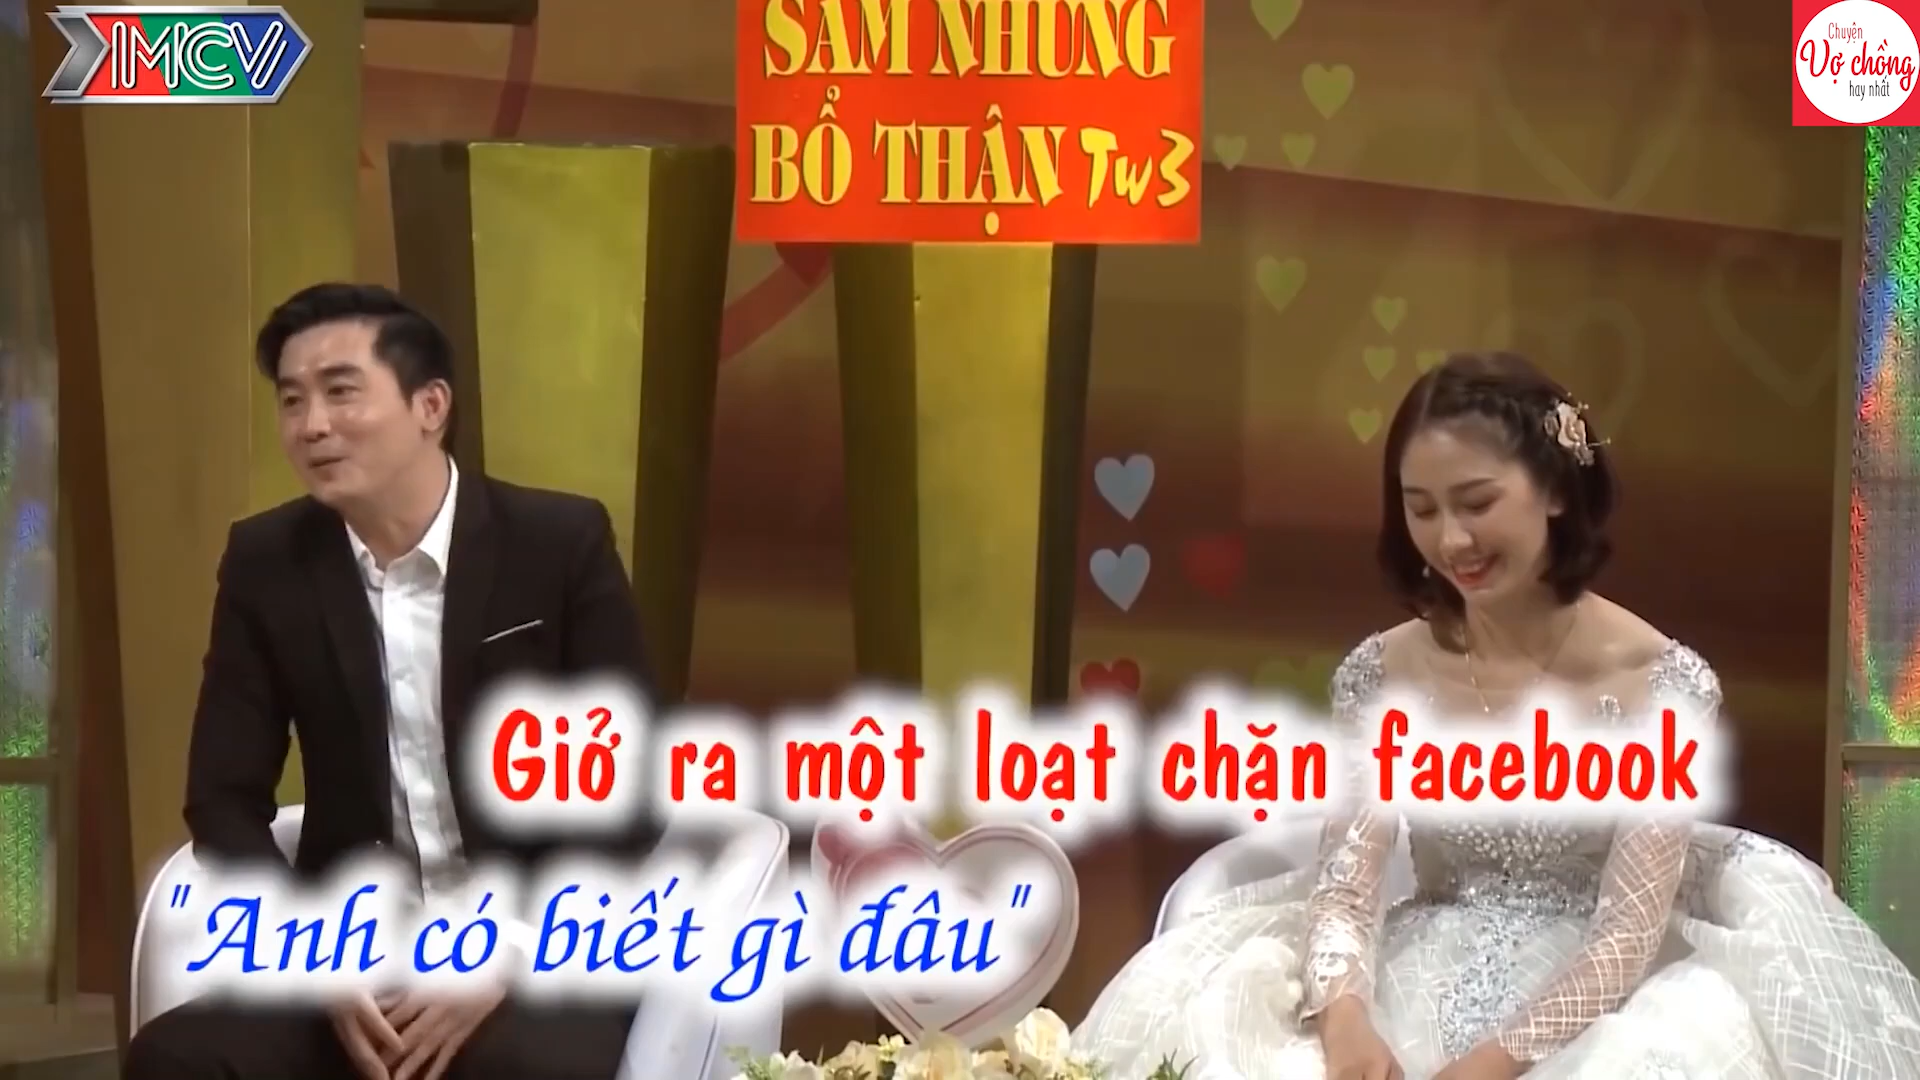 MCV
SÂM NHUNG
BỔ THẬN TW3
Chuyện
Vợ chồng
hay nhất
Giở ra một loạt chặn facebook
"Anh có biết gì đâu"